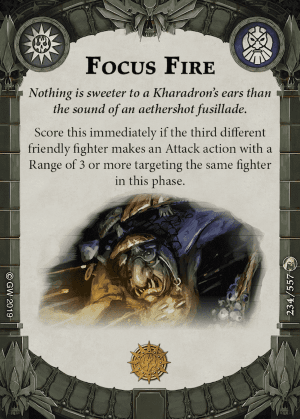 FOCUS FIRE
Nothing is sweeter to a Kharadron's ears than
the sound of an aethershot fusillade.
Score this immediately if the third different
friendly fighter makes an Attack action with a
Range of 3 or more targeting the same fighter
in this phase.
© GW 2019
234/557